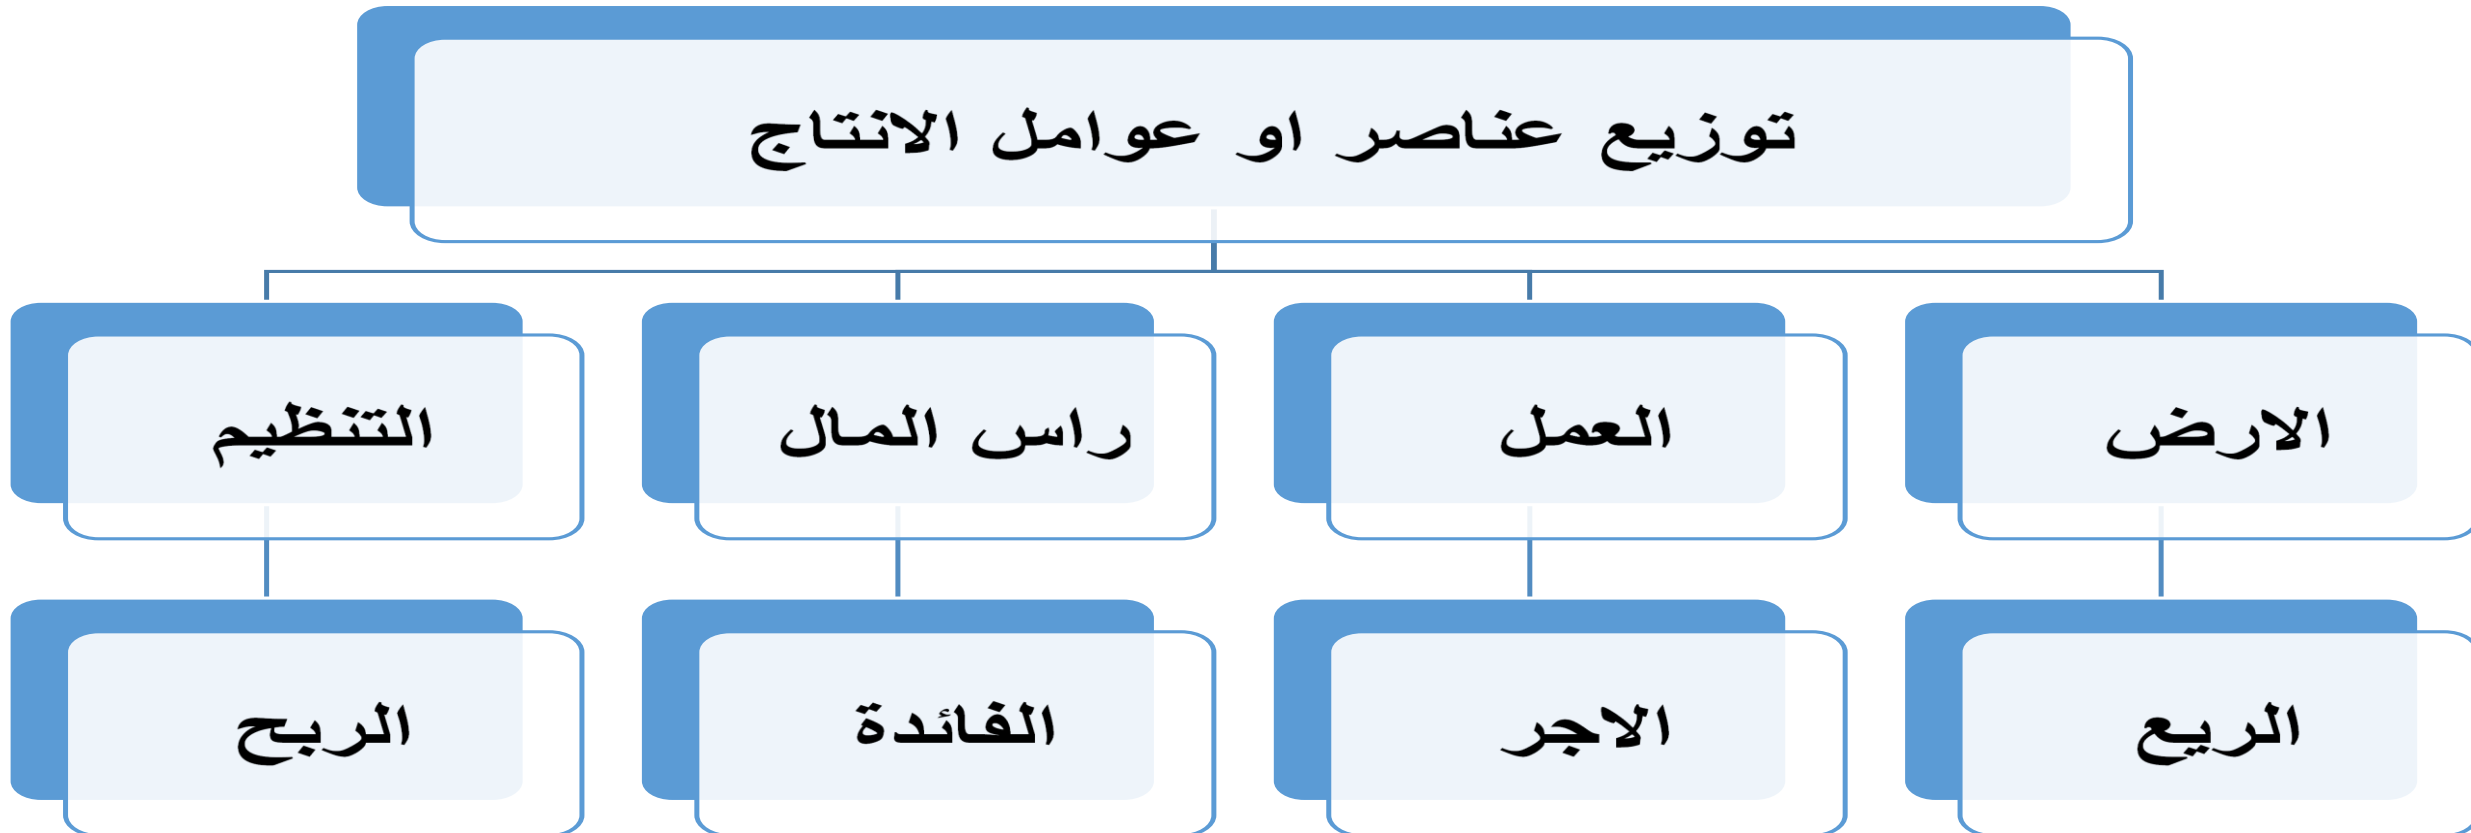 توزيع عناصر او عوامل الانتاج
الارض
العمل
راس المال
التنظيم
الريع
الاجر
الفائدة
الربح